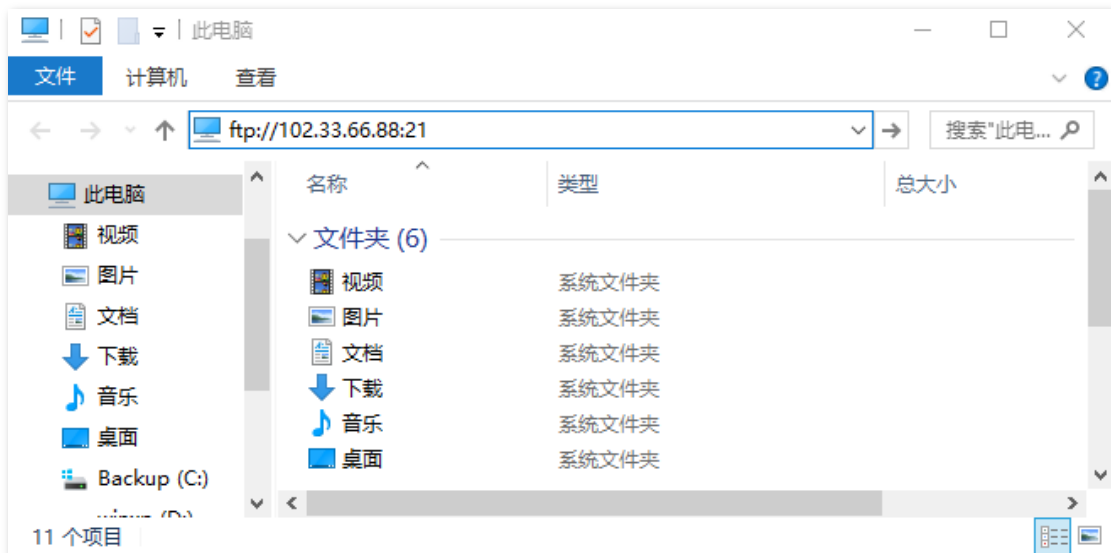 此电脑
文件 计算机 查看
ftp://102.33.66.88:21 搜索"此电...
此电脑
视频
图片
文档
下载
音乐
桌面
Backup (C:)
名称 类型 总大小
文件夹 (6)
视频 系统文件夹
图片 系统文件夹
文档 系统文件夹
下载 系统文件夹
音乐 系统文件夹
桌面 系统文件夹
11 个项目